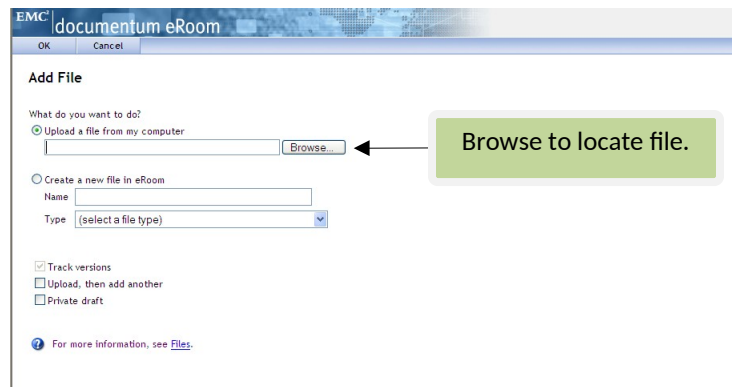 EMC² documentum eRoom
OK Cancel
Add File
What do you want to do?
Upload a file from my computer
Browse...
Browse to locate file.
Create a new file in eRoom
Name
Type (select a file type)
Track versions
Upload, then add another
Private draft
For more information, see Files.